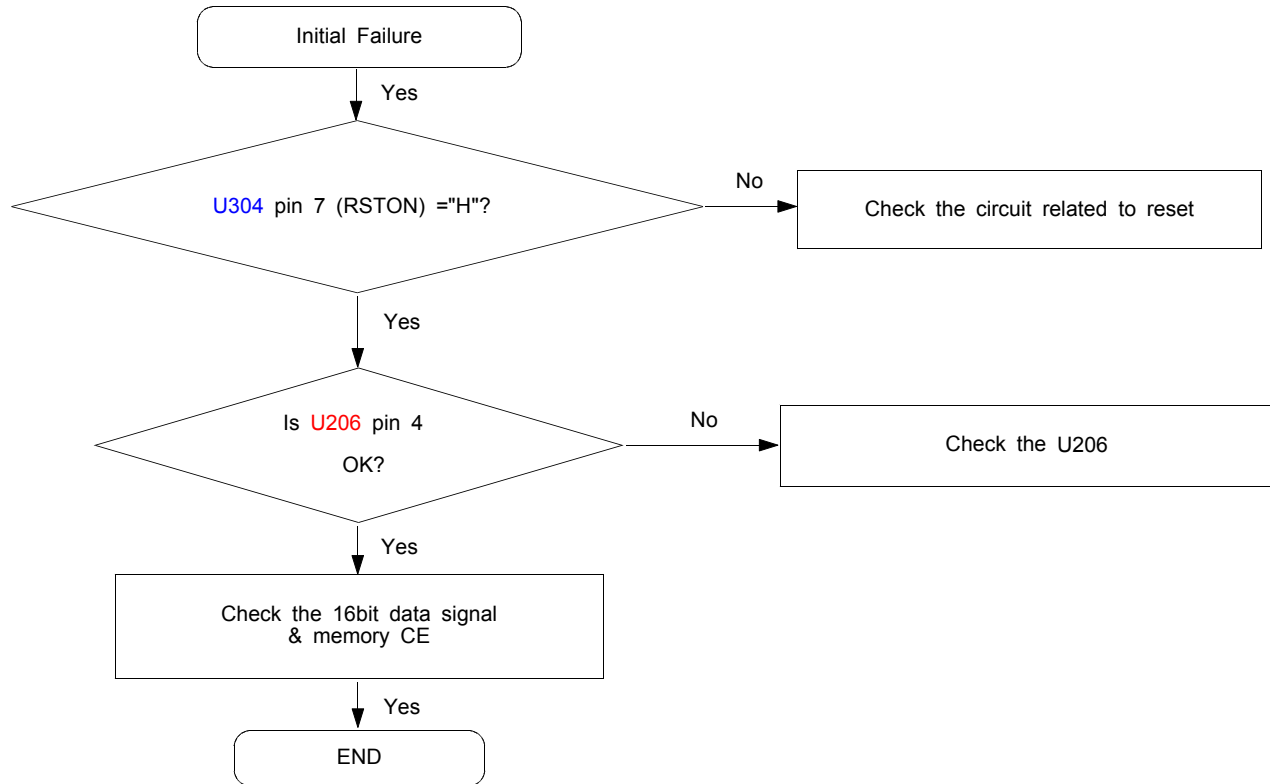 Initial Failure
Yes
U304 pin 7 (RSTON) ="H"?
No
Check the circuit related to reset
Yes
Is U206 pin 4
OK?
No
Check the U206
Yes
Check the 16bit data signal
& memory CE
Yes
END